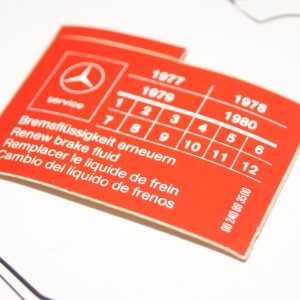 service
1977
1978
1979
1980
1 2 3 4 5 6
7 8 9 10 11 12
Bremsflüssigkeit erneuern
Renew brake fluid
Remplacer le liquide de frein
Cambio del liquido de frenos